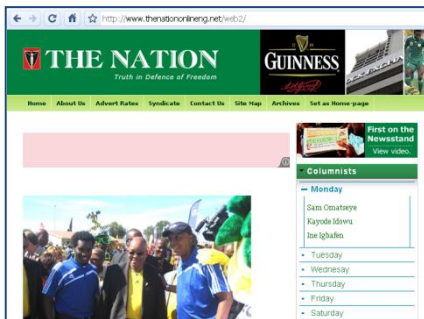 http://www.thenationonlineng.net/web2/
THE NATION
Truth in Defence of Freedom
GUINNESS
Home About Us Advert Rates Syndicate Contact Us Site Map Archives Set as Home-page
First on the
Newsstand
View video.
Columnists
Monday
Sam Omatseye
Kayode Idowu
Ine Igbafen
Tuesday
Wednesay
Thursday
Friday
Saturday